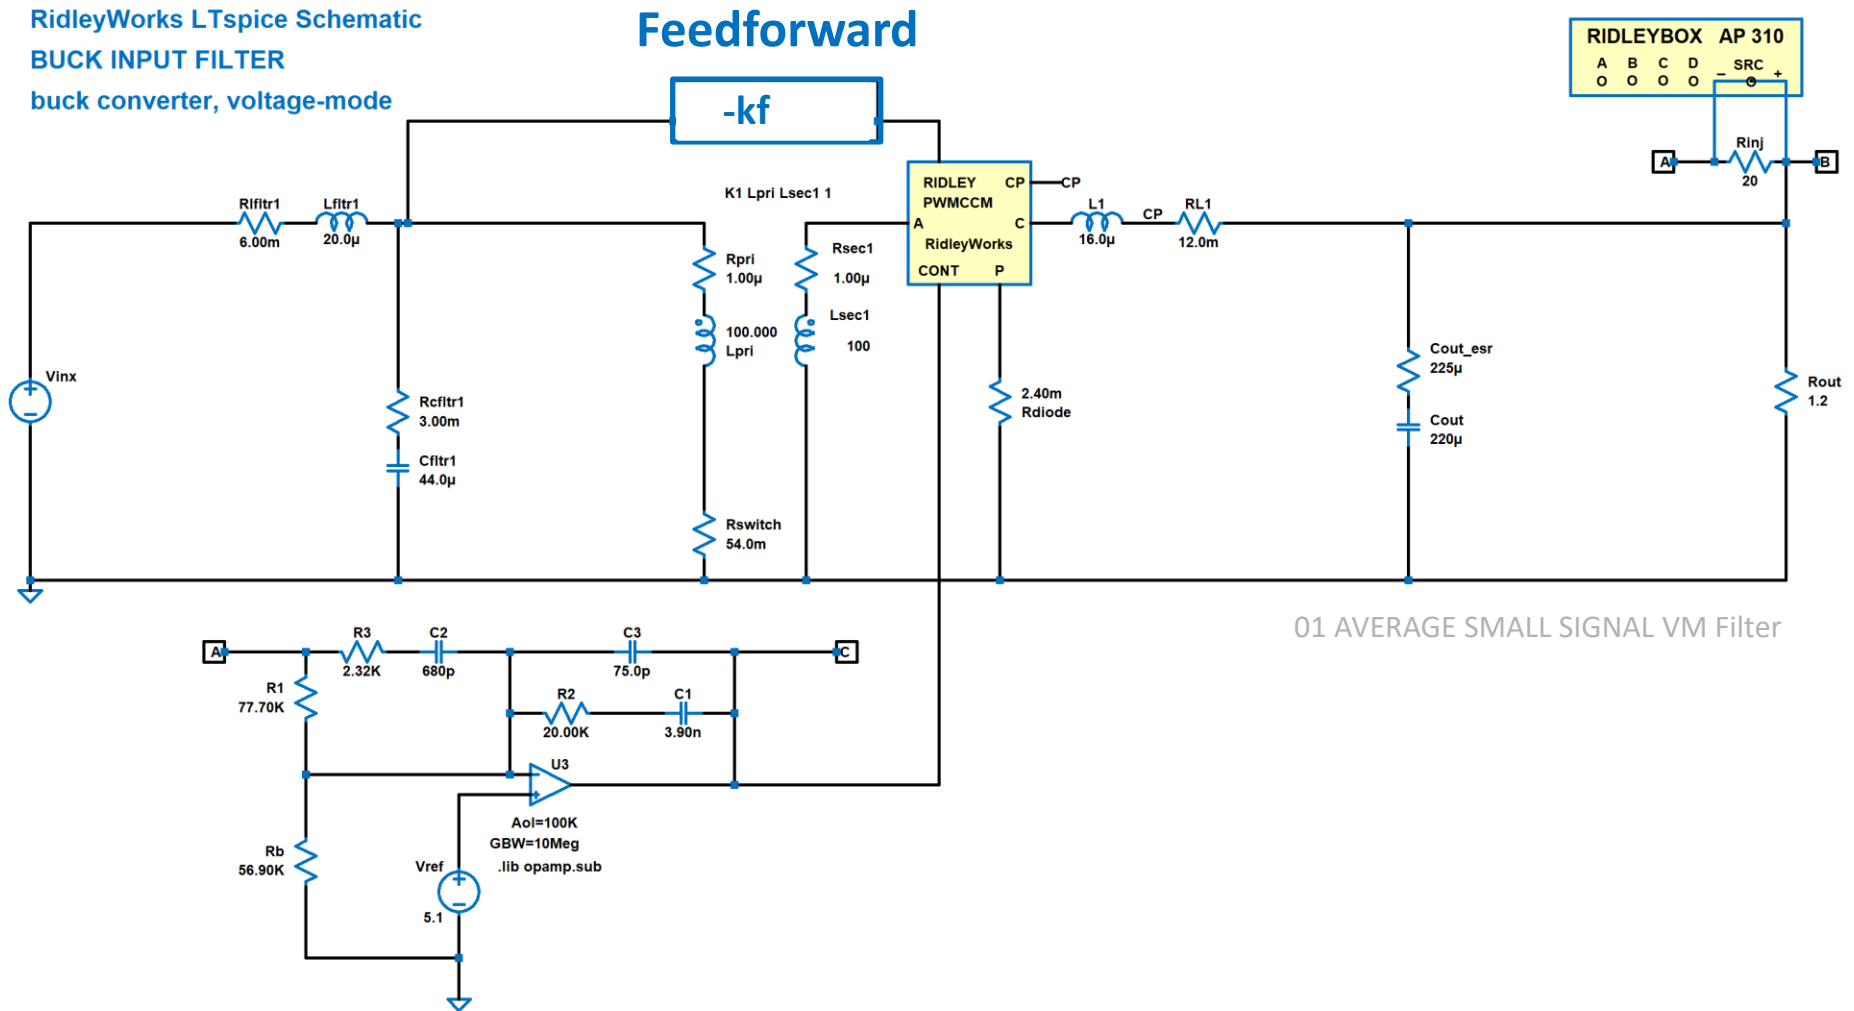 RidleyWorks LTspice Schematic
BUCK INPUT FILTER
buck converter, voltage-mode
Feedforward
-kf
RIDLEYBOX AP 310
A B C D SRC
− +
A
Rinj
20
B
K1 Lpri Lsec1 1
RIDLEY
PWMCCM
RidleyWorks
CP
A
C
CONT
P
CP
Rlfltr1
6.00m
Lfltr1
20.0µ
L1
16.0µ
CP
RL1
12.0m
Rpri
1.00µ
Rsec1
1.00µ
100.000
Lpri
Lsec1
100
Vinx
Rcfltr1
3.00m
Cfltr1
44.0µ
Rswitch
54.0m
2.40m
Rdiode
Cout_esr
225µ
Cout
220µ
Rout
1.2
01 AVERAGE SMALL SIGNAL VM Filter
A
R3
2.32K
C2
680p
C3
75.0p
C
R1
77.70K
R2
20.00K
C1
3.90n
U3
Aol=100K
GBW=10Meg
.lib opamp.sub
Rb
56.90K
Vref
5.1